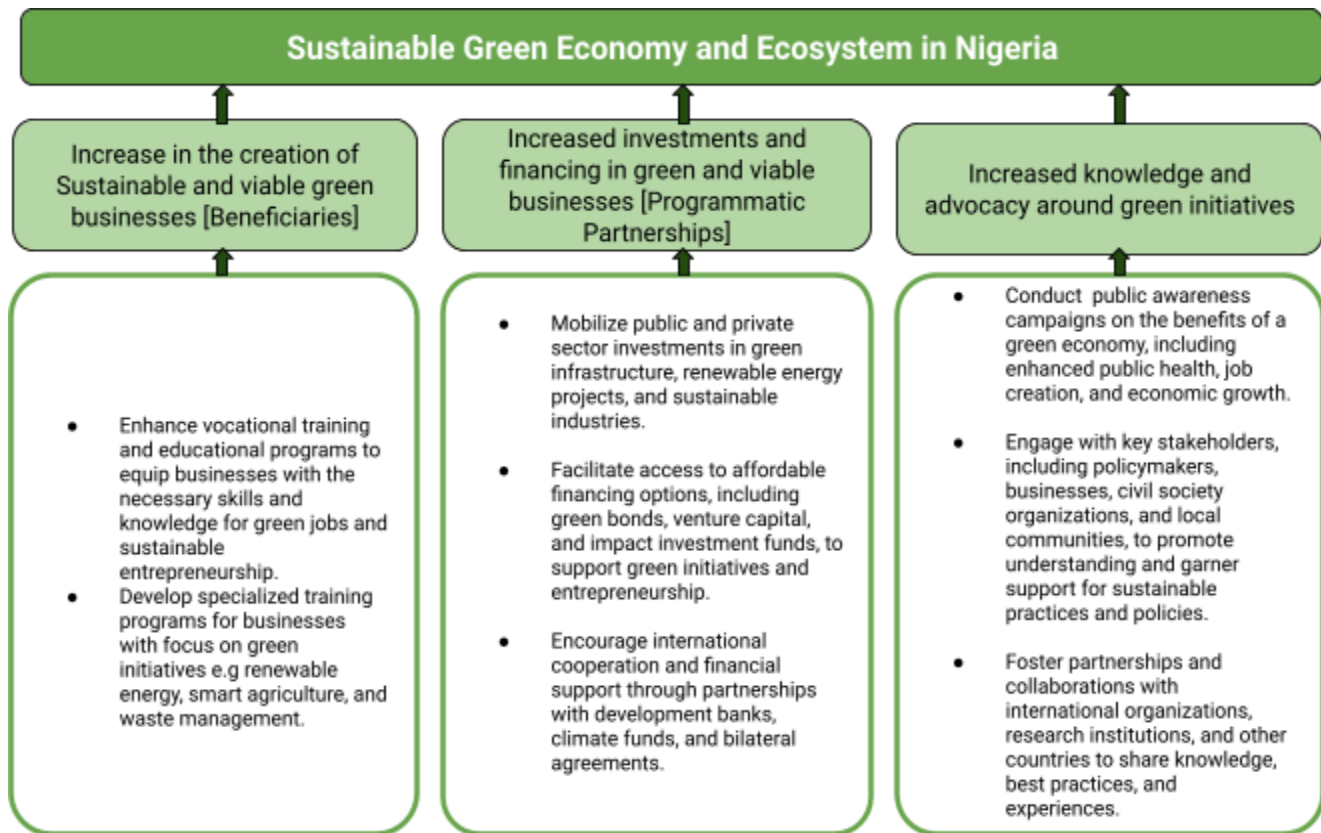 Sustainable Green Economy and Ecosystem in Nigeria
Increase in the creation of
Sustainable and viable green
businesses [Beneficiaries]
Increased investments and
financing in green and viable
businesses [Programmatic
Partnerships]
Increased knowledge and
advocacy around green initiatives
● Enhance vocational training
and educational programs to
equip businesses with the
necessary skills and
knowledge for green jobs and
sustainable
entrepreneurship.
● Develop specialized training
programs for businesses
with focus on green
initiatives e.g renewable
energy, smart agriculture, and
waste management.
● Mobilize public and private
sector investments in green
infrastructure, renewable energy
projects, and sustainable
industries.
● Facilitate access to affordable
financing options, including
green bonds, venture capital,
and impact investment funds, to
support green initiatives and
entrepreneurship.
● Encourage international
cooperation and financial
support through partnerships
with development banks,
climate funds, and bilateral
agreements.
● Conduct public awareness
campaigns on the benefits of a
green economy, including
enhanced public health, job
creation, and economic growth.
● Engage with key stakeholders,
including policymakers,
businesses, civil society
organizations, and local
communities, to promote
understanding and garner
support for sustainable
practices and policies.
● Foster partnerships and
collaborations with
international organizations,
research institutions, and other
countries to share knowledge,
best practices, and
experiences.